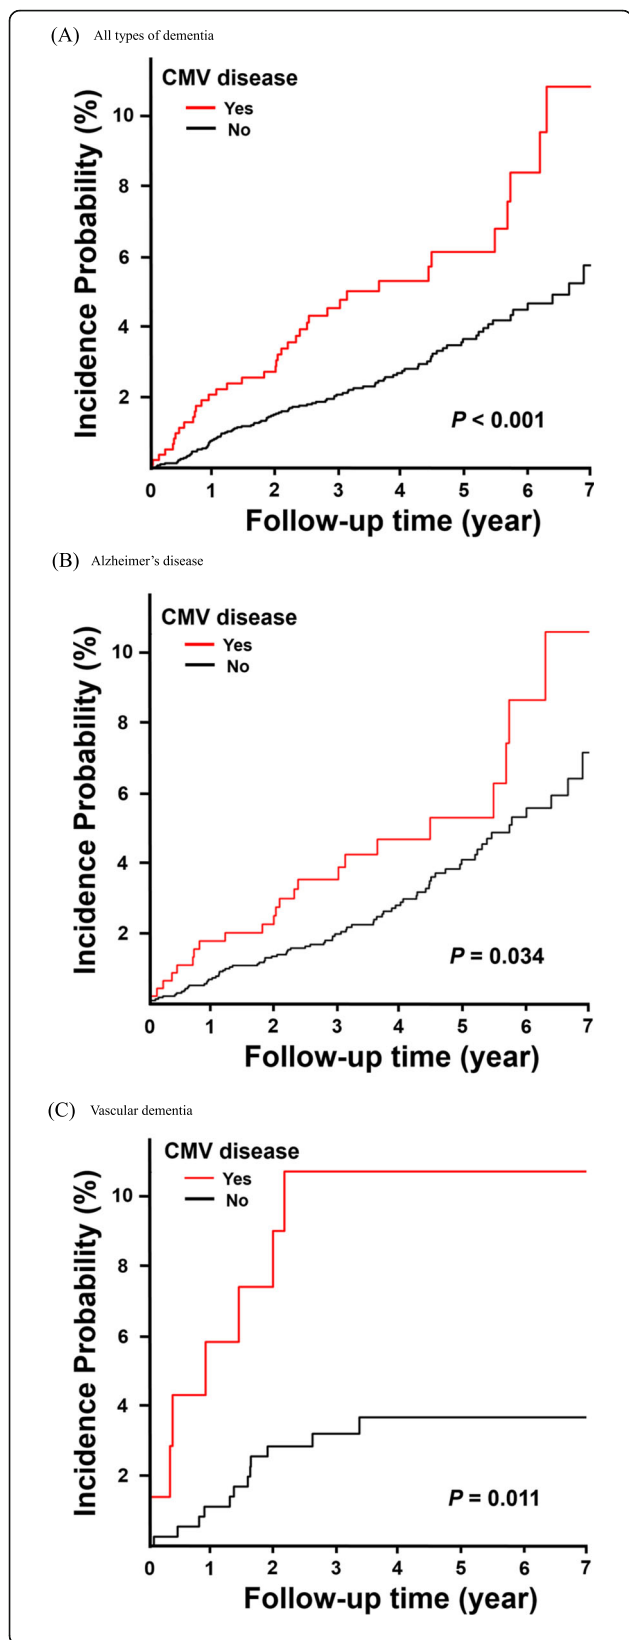 (A) All types of dementia
CMV disease
Yes
No
Incidence Probability (%)
10
8
6
4
2
P < 0.001
0 1 2 3 4 5 6 7
Follow-up time (year)
(B) Alzheimer's disease
CMV disease
Yes
No
Incidence Probability (%)
10
8
6
4
2
P = 0.034
0 1 2 3 4 5 6 7
Follow-up time (year)
(C) Vascular dementia
CMV disease
Yes
No
Incidence Probability (%)
10
8
6
4
2
P = 0.011
0 1 2 3 4 5 6 7
Follow-up time (year)